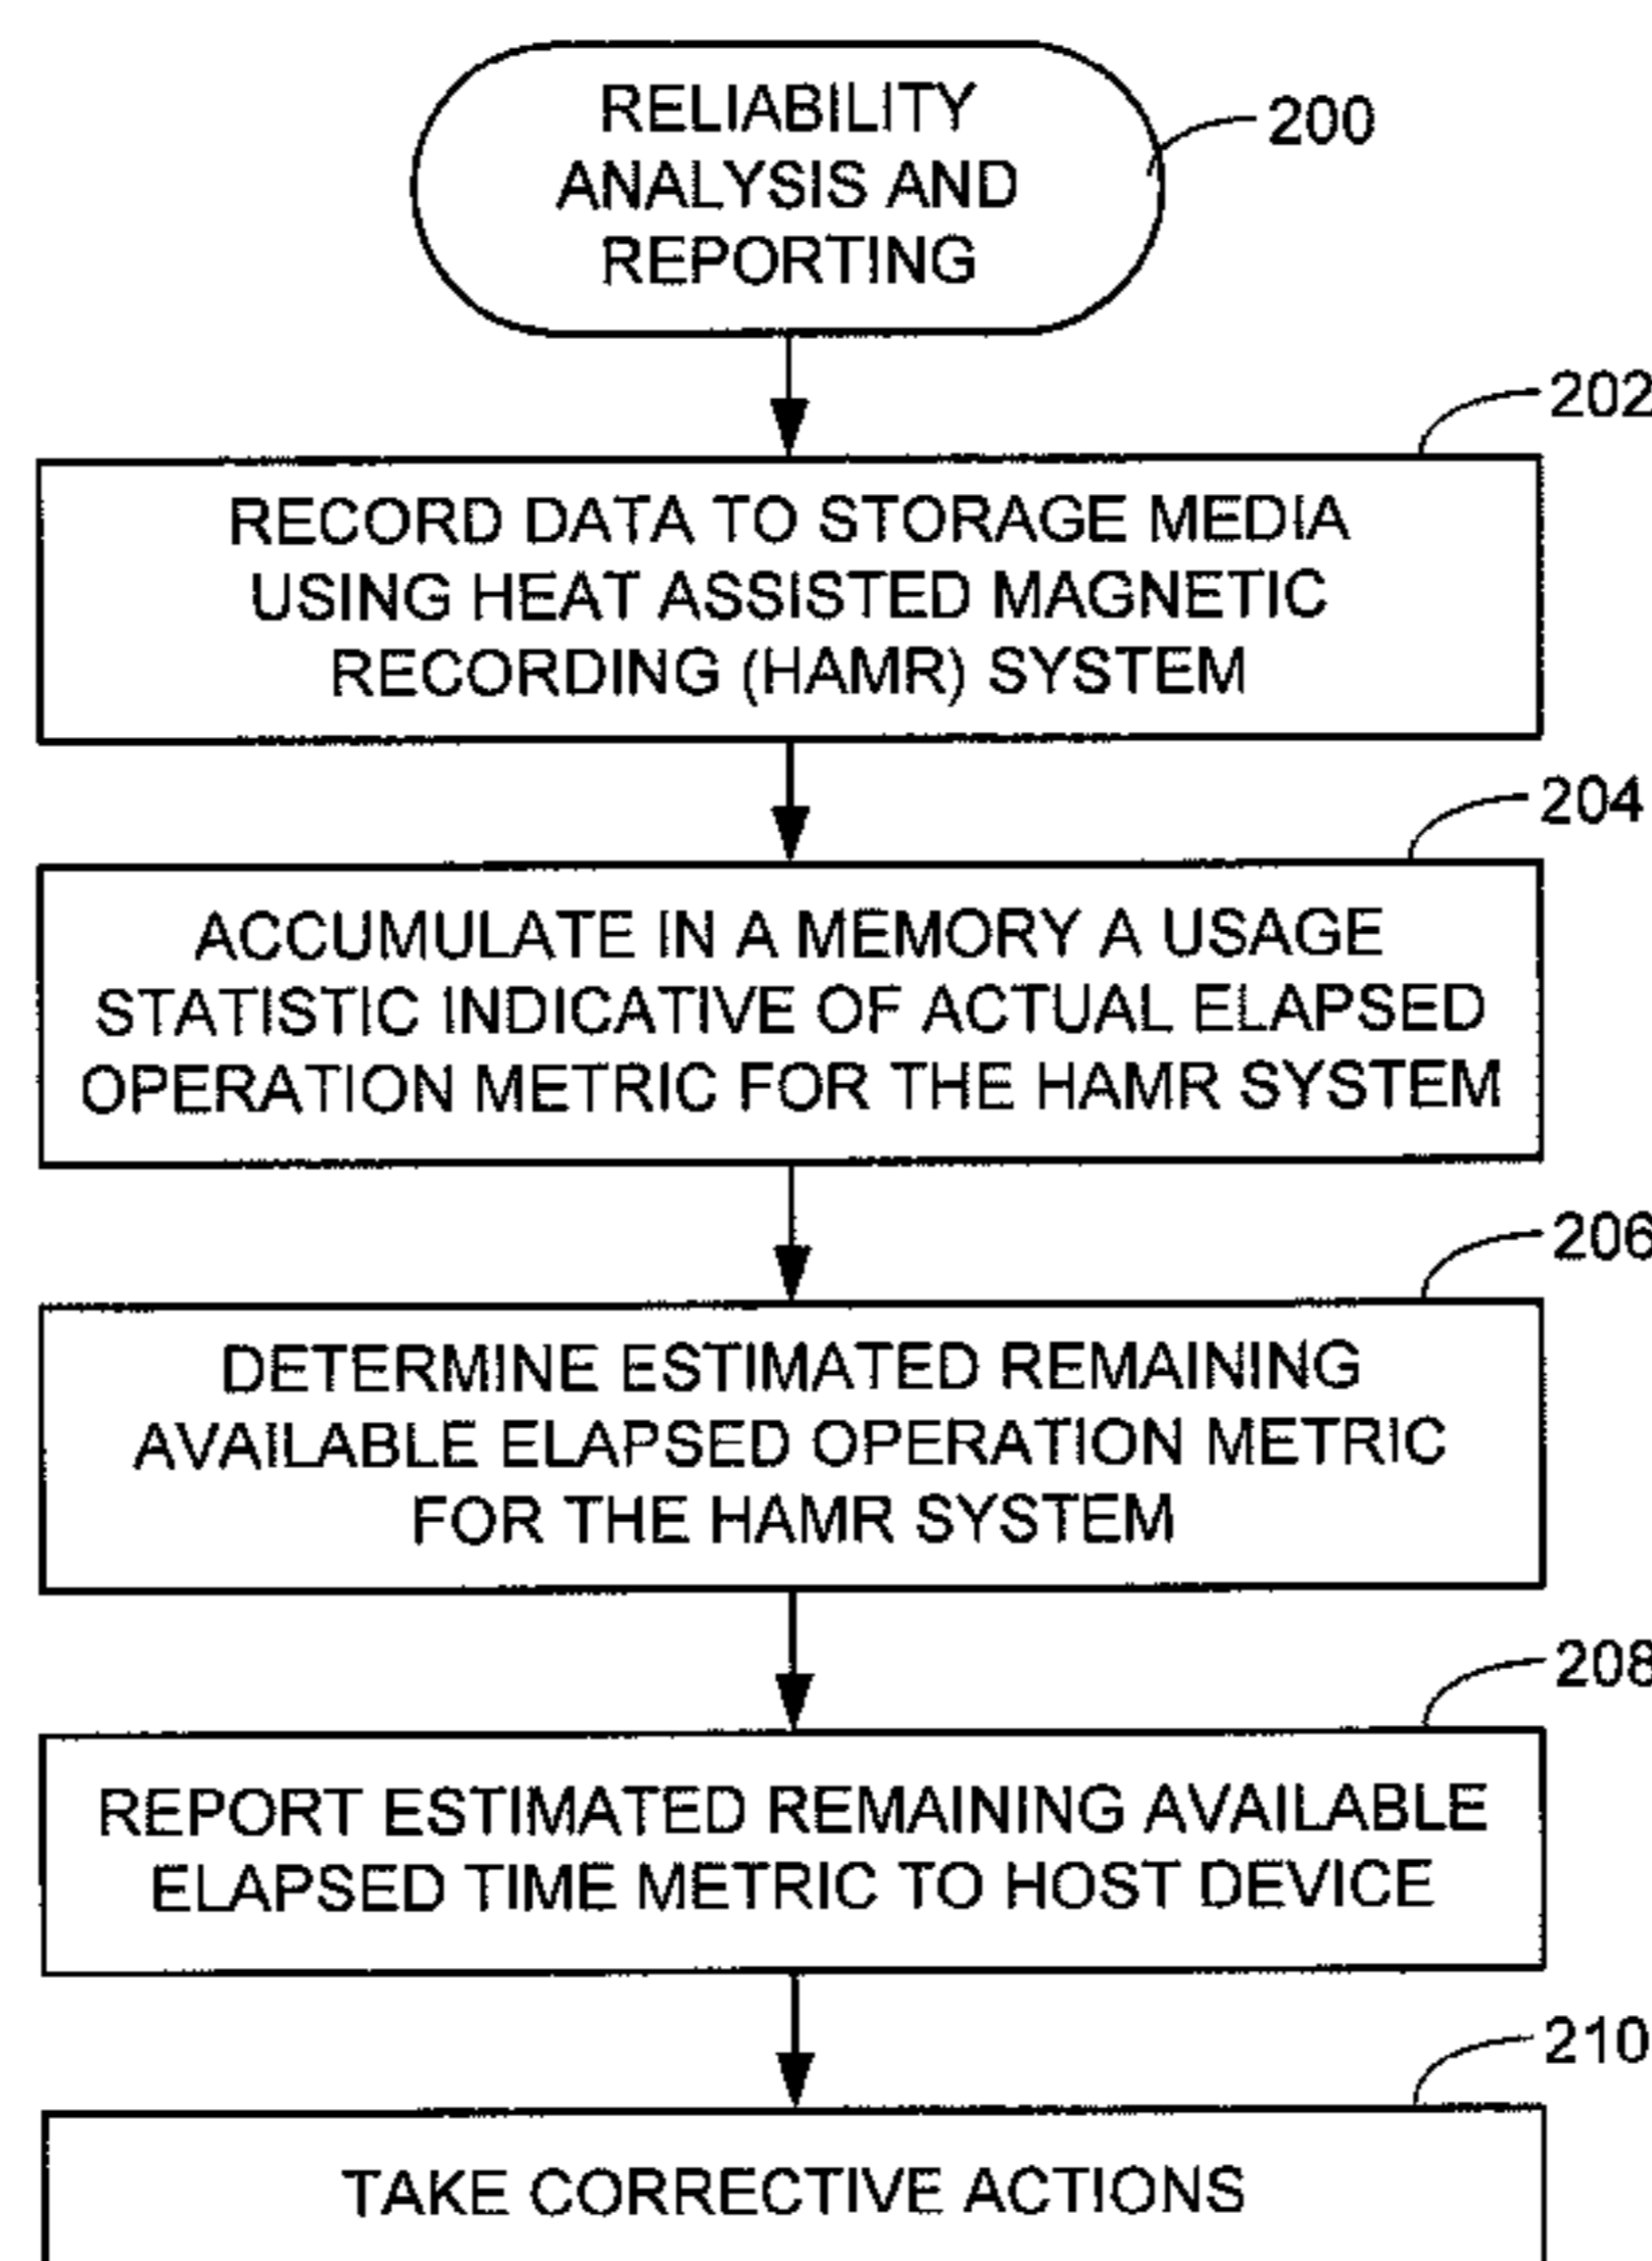 RELIABILITY
ANALYSIS AND
REPORTING
200
202
RECORD DATA TO STORAGE MEDIA
USING HEAT ASSISTED MAGNETIC
RECORDING (HAMR) SYSTEM
204
ACCUMULATE IN A MEMORY A USAGE
STATISTIC INDICATIVE OF ACTUAL ELAPSED
OPERATION METRIC FOR THE HAMR SYSTEM
206
DETERMINE ESTIMATED REMAINING
AVAILABLE ELAPSED OPERATION METRIC
FOR THE HAMR SYSTEM
208
REPORT ESTIMATED REMAINING AVAILABLE
ELAPSED TIME METRIC TO HOST DEVICE
210
TAKE CORRECTIVE ACTIONS